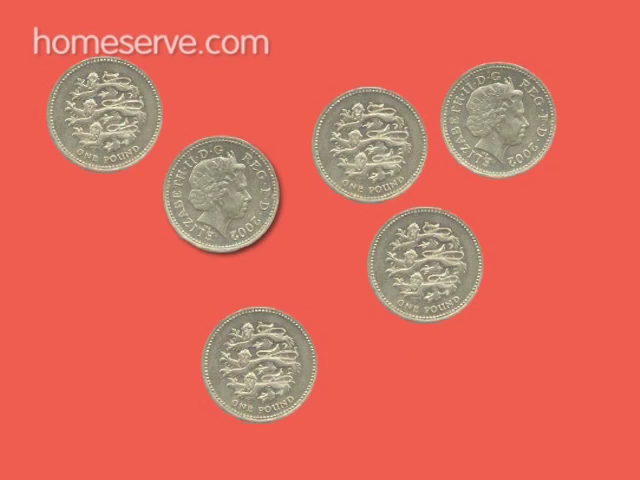 homeserve.com
ONE POUND
ELIZABETH·II·D·G REG·F·D·2002
ONE POUND
ELIZABETH·II·D·G REG·F·D·2002
ONE POUND
ONE POUND